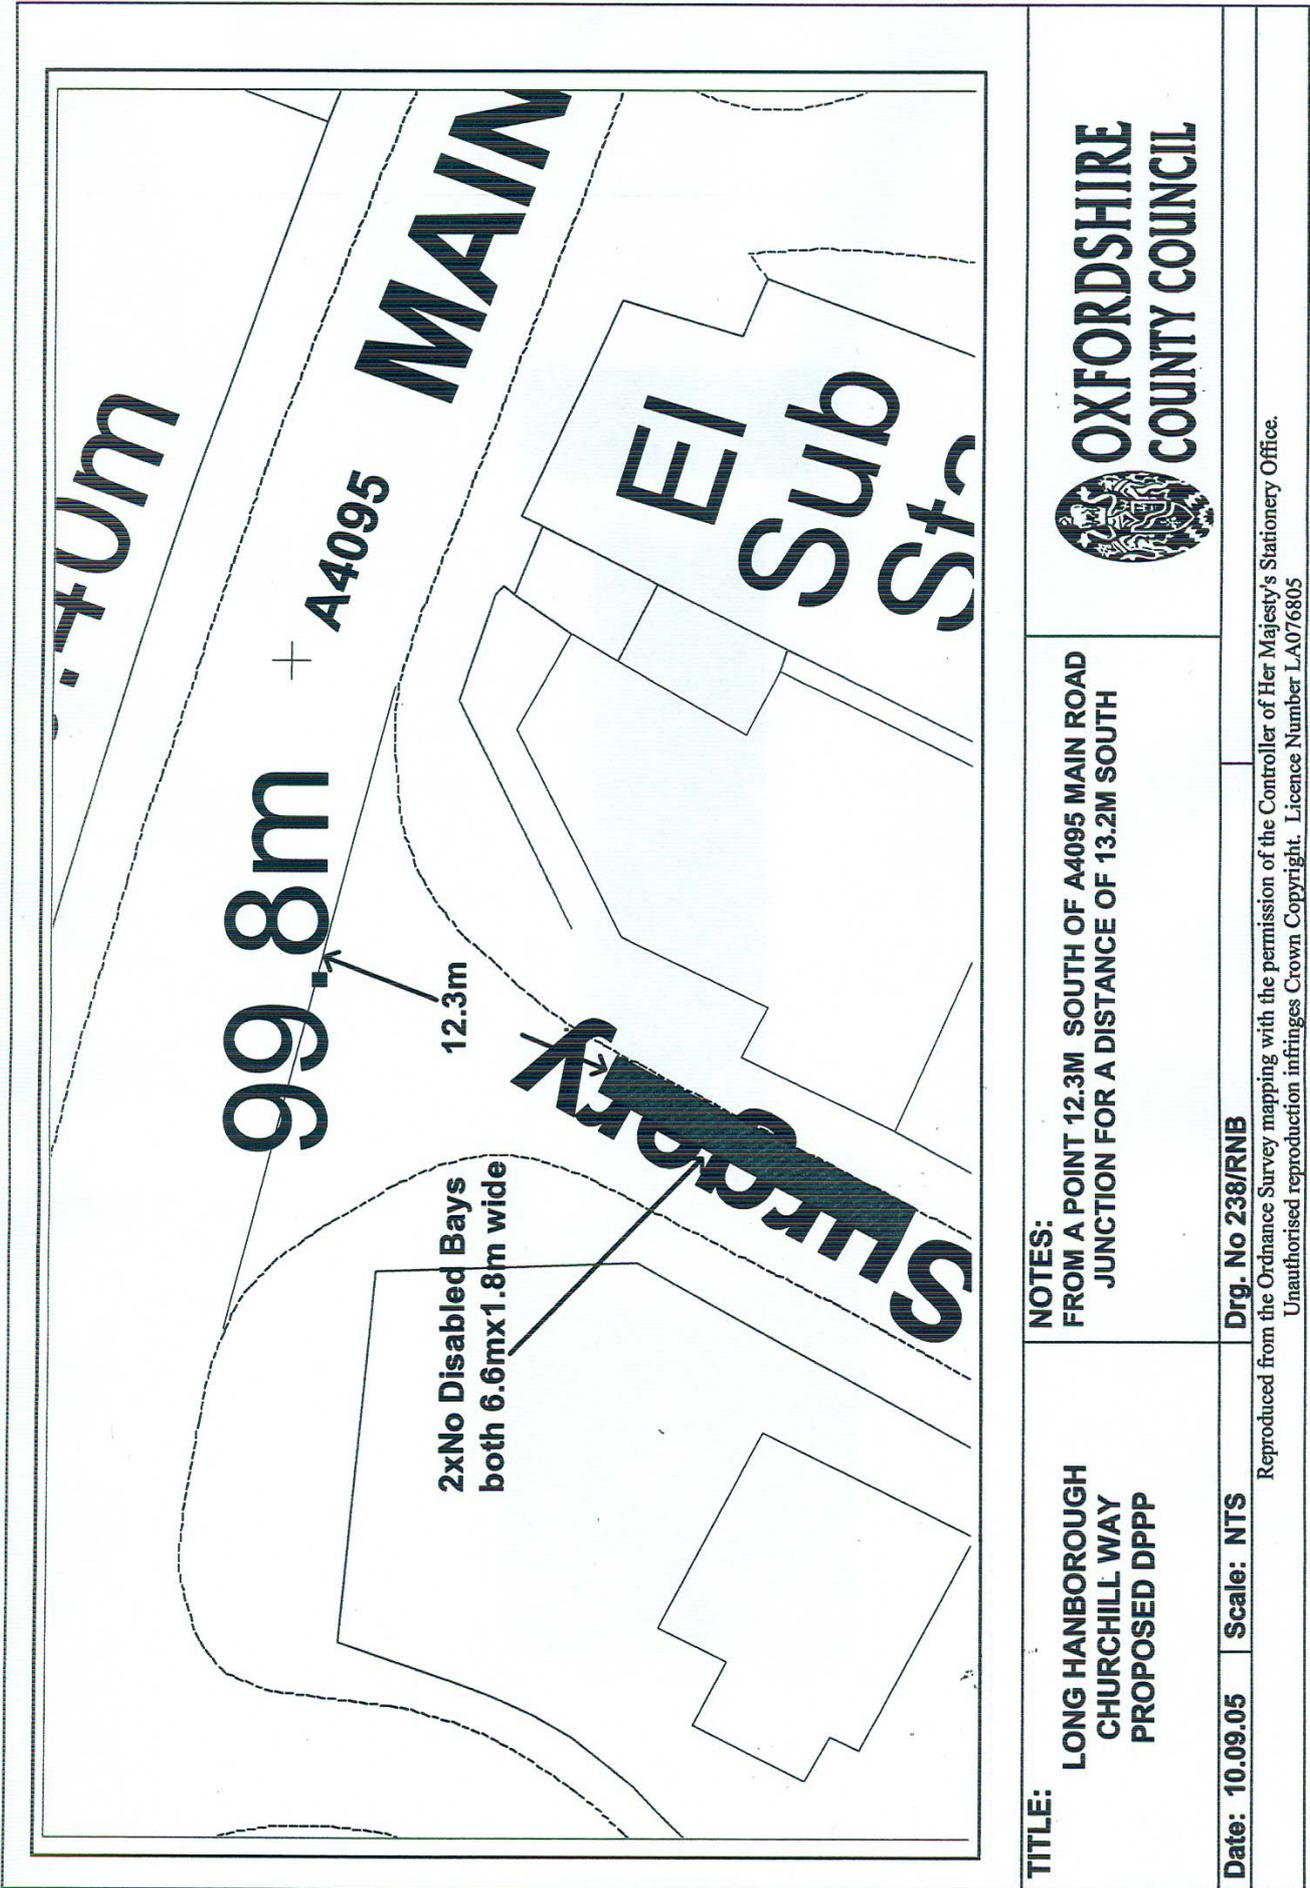 .40m
MAIN
A4095
99.8m
12.3m
2xNo Disabled Bays
both 6.6mx1.8m wide
El
Sub
TITLE:
LONG HANBOROUGH
CHURCHILL WAY
PROPOSED DPPP
NOTES:
FROM A POINT 12.3M SOUTH OF A4095 MAIN ROAD
JUNCTION FOR A DISTANCE OF 13.2M SOUTH
OXFORDSHIRE
COUNTY COUNCIL
Date: 10.09.05
Scale: NTS
Drg. No 238/RNB
Reproduced from the Ordnance Survey mapping with the permission of the Controller of Her Majesty's Stationery Office.
Unauthorised reproduction infringes Crown Copyright. Licence Number LA076805